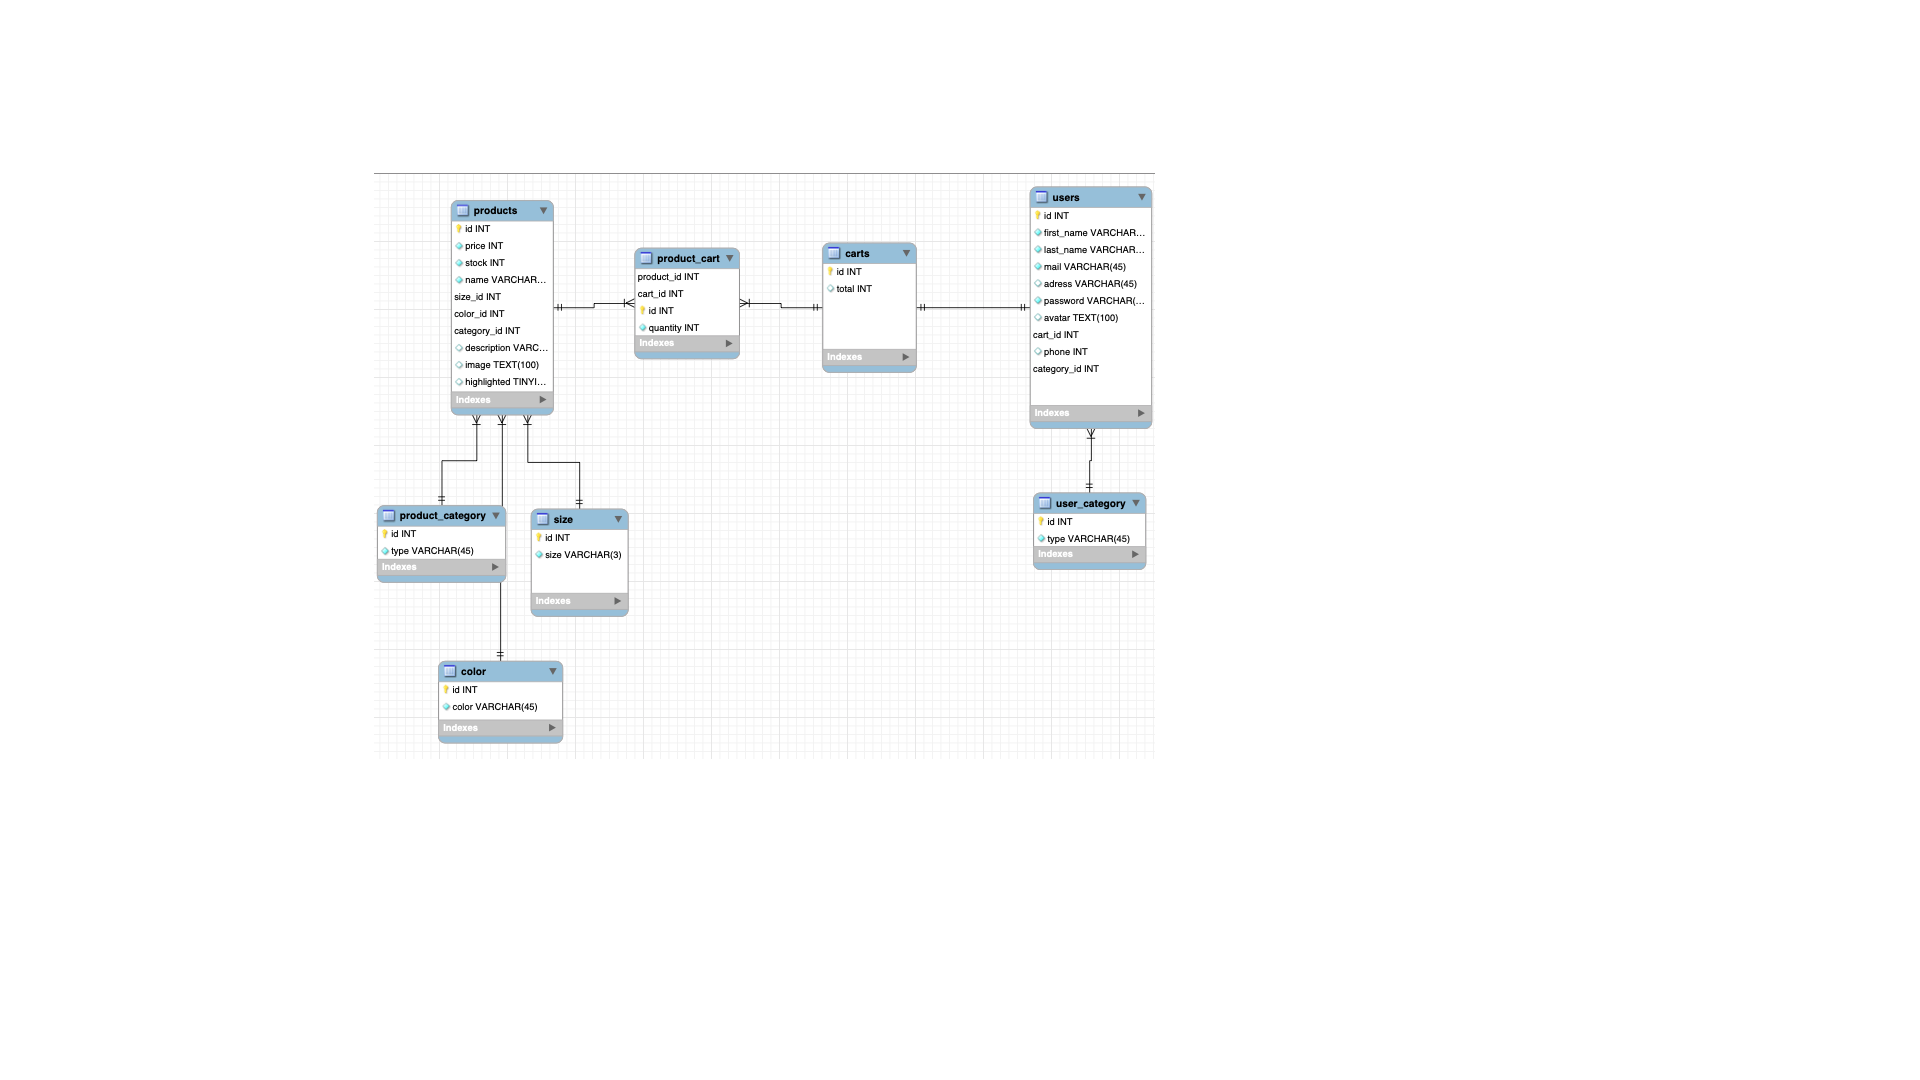 products
id INT
price INT
stock INT
name VARCHAR...
size_id INT
color_id INT
category_id INT
description VARC...
image TEXT(100)
highlighted TINYI...
Indexes
product_cart
product_id INT
cart_id INT
id INT
quantity INT
Indexes
carts
id INT
total INT
Indexes
users
id INT
first_name VARCHAR...
last_name VARCHAR...
mail VARCHAR(45)
adress VARCHAR(45)
password VARCHAR(...
avatar TEXT(100)
cart_id INT
phone INT
category_id INT
Indexes
product_category
id INT
type VARCHAR(45)
Indexes
size
id INT
size VARCHAR(3)
Indexes
user_category
id INT
type VARCHAR(45)
Indexes
color
id INT
color VARCHAR(45)
Indexes